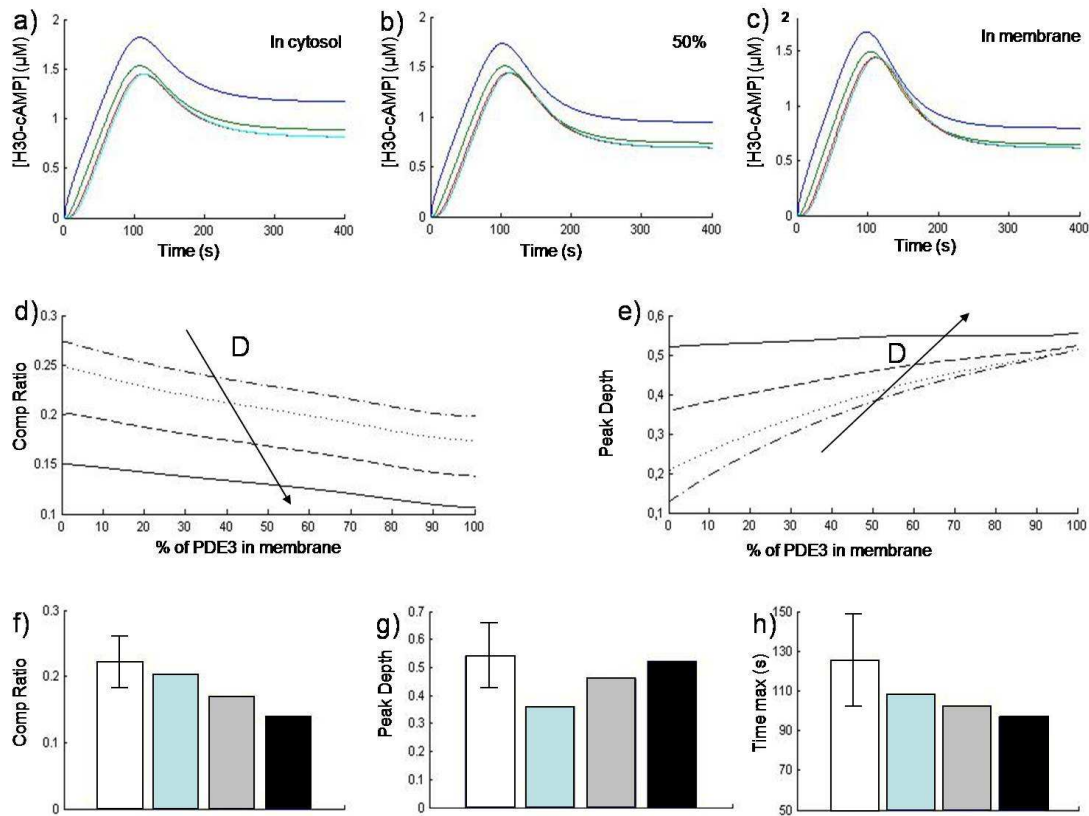 a)
In cytosol
[H30-cAMP] (µM)
2
1.5
1
0.5
0
0 100 200 300 400
Time (s)
b)
50%
[H30-cAMP] (µM)
2
1.5
1
0.5
0
0 100 200 300 400
Time (s)
c)
In membrane
[H30-cAMP] (µM)
2
1.5
1
0.5
0
0 100 200 300 400
Time (s)
d)
D
Comp Ratio
0.3
0.25
0.2
0.15
0.1
0 10 20 30 40 50 60 70 80 90 100
% of PDE3 in membrane
e)
D
Peak Depth
0,6
0,5
0,4
0,3
0,2
0,1
0 10 20 30 40 50 60 70 80 90 100
% of PDE3 in membrane
f)
Comp Ratio
0.3
0.2
0.1
0
g)
Peak Depth
0.7
0.6
0.5
0.4
0.3
0.2
0.1
0
h)
Time max (s)
150
130
110
90
70
50